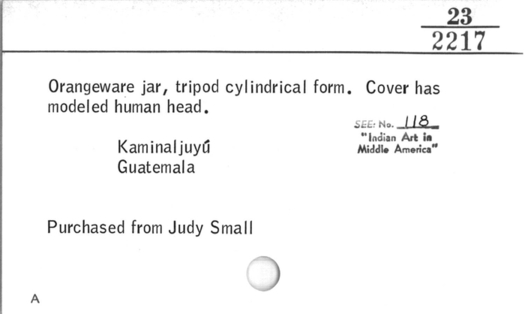 23
2217
Orangeware jar, tripod cylindrical form. Cover has
modeled human head.
SEE: No. 118
"Indian Art in
Middle America"
Kaminaljuyú
Guatemala
Purchased from Judy Small
A